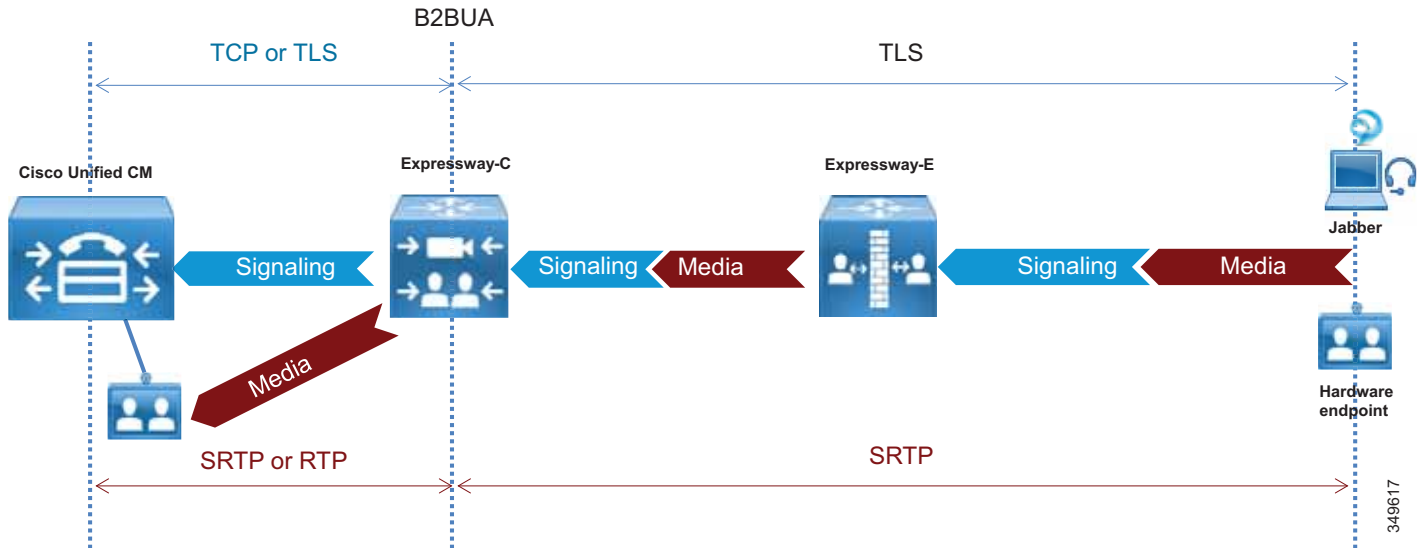 B2BUA
TCP or TLS
TLS
Cisco Unified CM
Expressway-C
Expressway-E
Jabber
Signaling
Signaling
Media
Signaling
Media
Media
Hardware
endpoint
SRTP or RTP
SRTP
349617